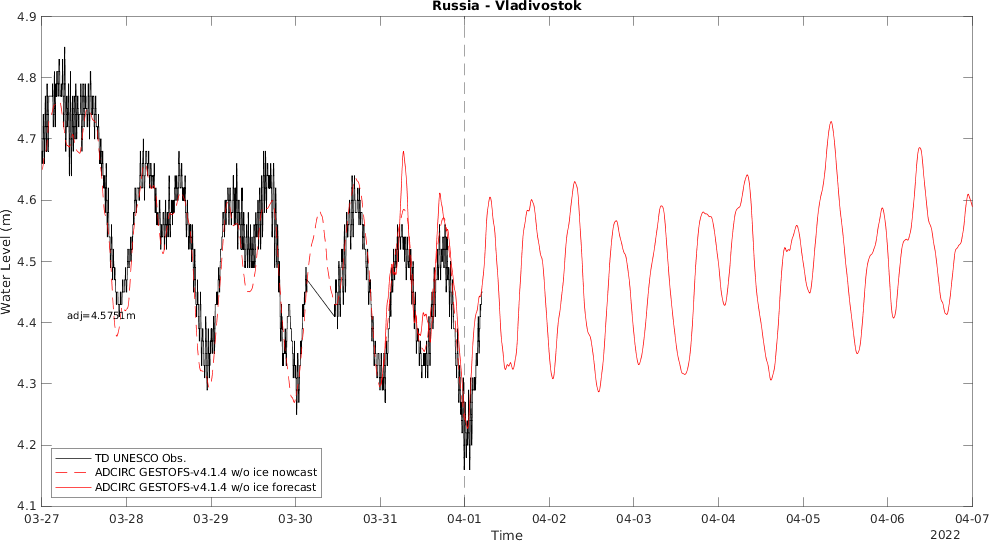 Russia - Vladivostok
Water Level (m)
4.9
4.8
4.7
4.6
4.5
4.4
4.3
4.2
4.1
adj=4.5751m
TD UNESCO Obs.
ADCIRC GESTOFS-v4.1.4 w/o ice nowcast
ADCIRC GESTOFS-v4.1.4 w/o ice forecast
03-27 03-28 03-29 03-30 03-31 04-01 04-02 04-03 04-04 04-05 04-06 04-07
Time
2022